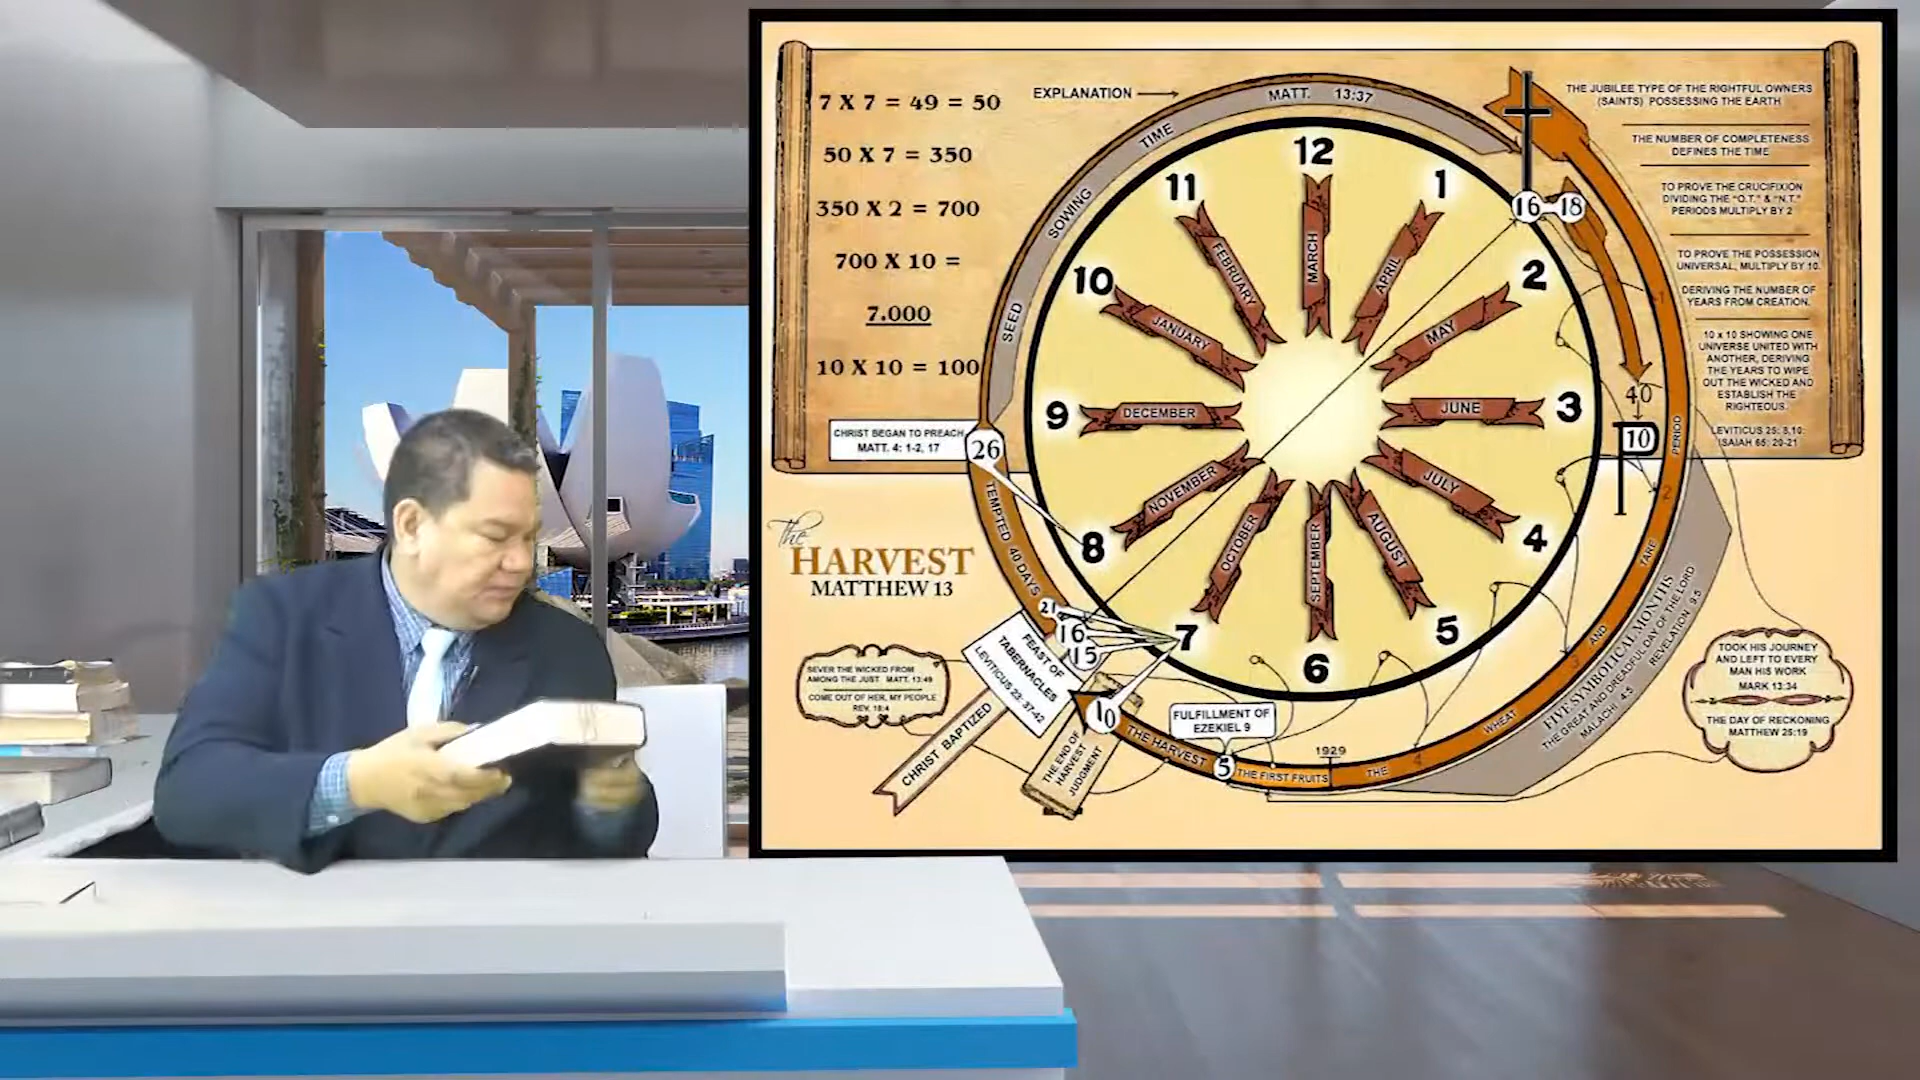 7 X 7 = 49 = 50
50 X 7 = 350
350 X 2 = 700
700 X 10 =
7.000
10 X 10 = 100
EXPLANATION
MATT. 13:37
SEED SOWING TIME
THE JUBILEE TYPE OF THE RIGHTFUL OWNERS
(SAINTS) POSSESSING THE EARTH
THE NUMBER OF COMPLETENESS
DEFINES THE TIME
TO PROVE THE CRUCIFIXION
DIVIDING THE "O.T." & "N.T."
PERIODS MULTIPLY BY 2
TO PROVE THE POSSESSION
UNIVERSAL, MULTIPLY BY 10.
DERIVING THE NUMBER OF
YEARS FROM CREATION.
10 x 10 SHOWING ONE
UNIVERSE UNITED WITH
ANOTHER, DERIVING
THE YEARS TO WIPE
OUT THE WICKED AND
ESTABLISH THE
RIGHTEOUS.
LEVITICUS 25: 8,10;
ISAIAH 65: 20-21
12
1
2
3
4
5
6
7
8
9
10
11
MARCH
APRIL
MAY
JUNE
JULY
AUGUST
SEPTEMBER
OCTOBER
NOVEMBER
DECEMBER
JANUARY
FEBRUARY
16-18
1
40
10
2
3
4
CHRIST BEGAN TO PREACH
MATT. 4: 1-2, 17
26
TEMPTED 40 DAYS
21
16
15
10
5
The
HARVEST
MATTHEW 13
FEAST OF
TABERNACLES
LEVITICUS 23: 37-42
CHRIST BAPTIZED
THE END OF
HARVEST
JUDGMENT
SEVER THE WICKED FROM
AMONG THE JUST MATT. 13:49
COME OUT OF HER, MY PEOPLE
REV. 18:4
FULFILLMENT OF
EZEKIEL 9
THE HARVEST
THE FIRST FRUITS
1929
THE WHEAT AND TARE PERIOD
FIVE SYMBOLICAL MONTHS
REVELATION 9:5
THE GREAT AND DREADFUL DAY OF THE LORD
MALACHI 4:5
TOOK HIS JOURNEY
AND LEFT TO EVERY
MAN HIS WORK
MARK 13:34
THE DAY OF RECKONING
MATTHEW 25:19